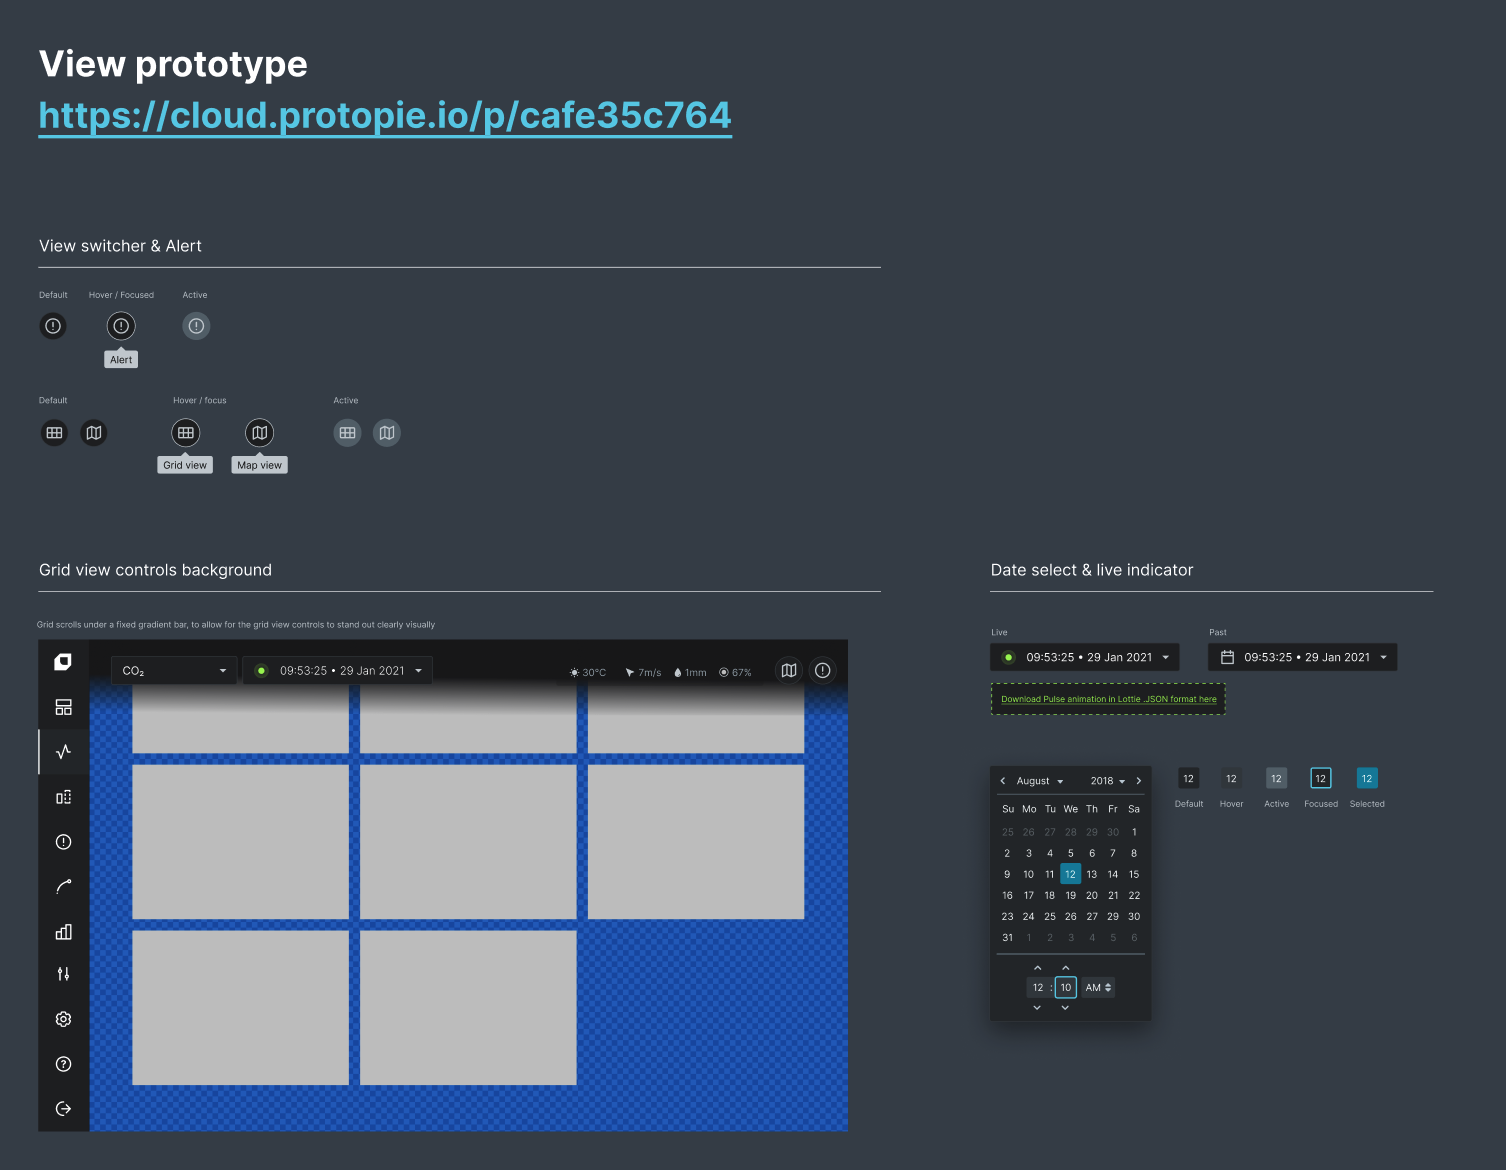 View prototype
https://cloud.protopie.io/p/cafe35c764
View switcher & Alert
Default Hover / Focused Active
Alert
Default Hover / focus Active
Grid view Map view
Grid view controls background
Grid scrolls under a fixed gradient bar, to allow for the grid view controls to stand out clearly visually
CO₂ 09:53:25 • 29 Jan 2021 30°C 7m/s 1mm 67%
Date select & live indicator
Live Past
09:53:25 • 29 Jan 2021 09:53:25 • 29 Jan 2021
Download Pulse animation in Lottie .JSON format here
August 2018
Su Mo Tu We Th Fr Sa
25 26 27 28 29 30 1
2 3 4 5 6 7 8
9 10 11 12 13 14 15
16 17 18 19 20 21 22
23 24 25 26 27 29 30
31 1 2 3 4 5 6
12 : 10 AM
12 12 12 12 12
Default Hover Active Focused Selected